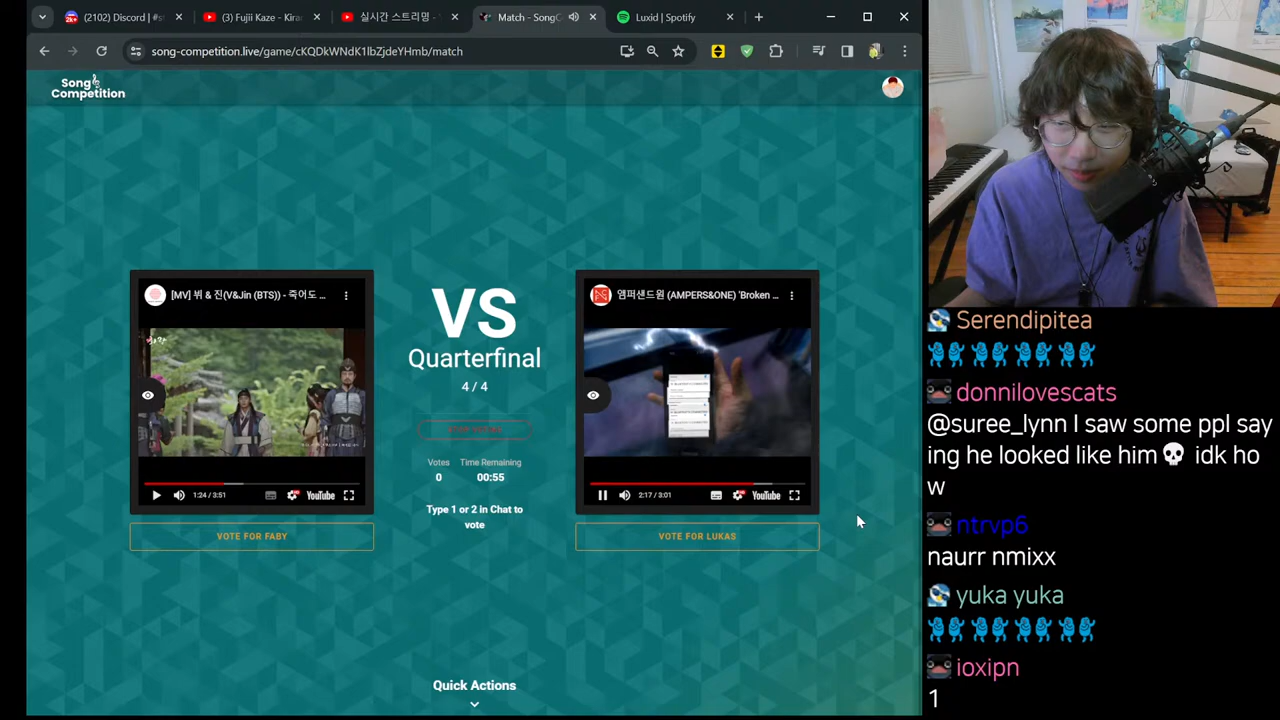 (2102) Discord | #s
(3) Fujii Kaze - Kira
실시간 스트리밍 -
Match - SongC
Luxid | Spotify
song-competition.live/game/cKQDkWNdK1lbZjdeYHmb/match
Song
Competition
[MV] 뷔 & 진(V&Jin (BTS)) - 죽어도 ...
1:24 / 3:51
YouTube
VOTE FOR FABY
VS
Quarterfinal
4 / 4
Votes
Time Remaining
0
00:55
Type 1 or 2 in Chat to
vote
앰퍼샌드원 (AMPERS&ONE) 'Broken ...
2:17 / 3:01
YouTube
VOTE FOR LUKAS
Quick Actions
Serendipitea
donnilovescats
@suree_lynn I saw some ppl say
ing he looked like him💀 idk ho
w
ntrvp6
naurr nmixx
yuka yuka
ioxipn
1